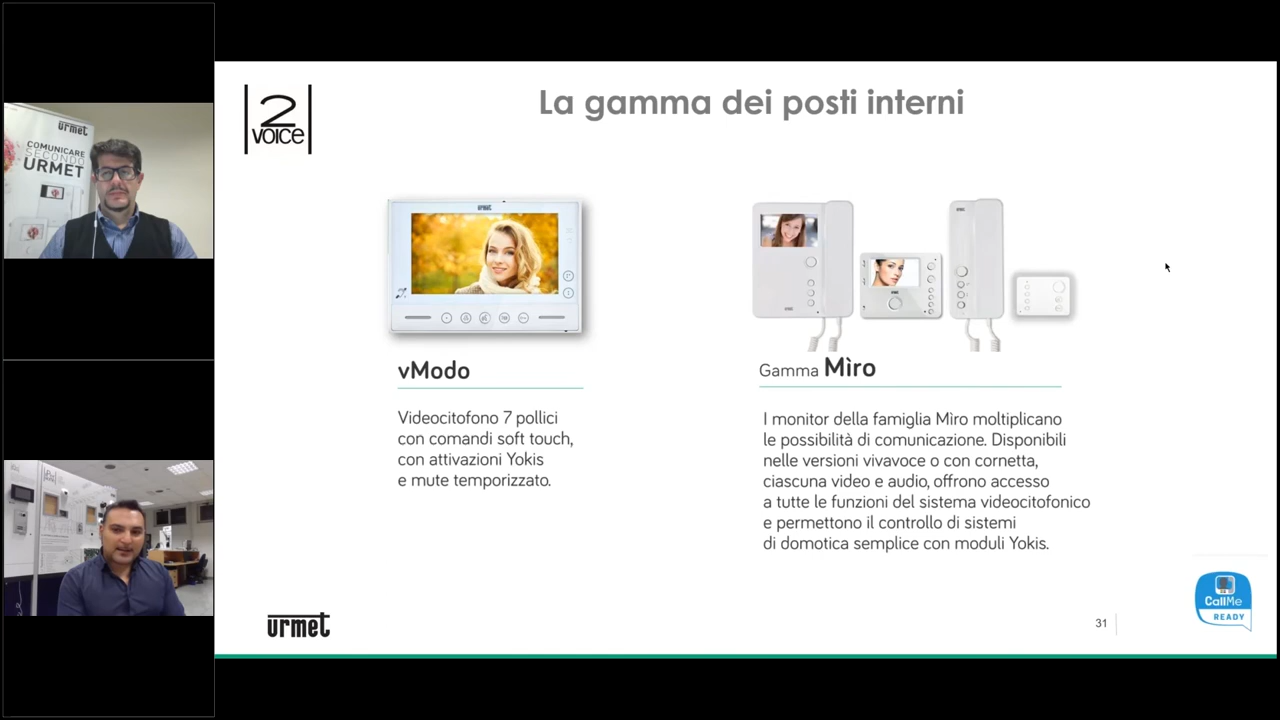 urmet
COMUNICARE
SECONDO
URMET
2
VOICE
La gamma dei posti interni
urmet
vModo
Videocitofono 7 pollici
con comandi soft touch,
con attivazioni Yokis
e mute temporizzato.
Gamma Mìro
I monitor della famiglia Mìro moltiplicano
le possibilità di comunicazione. Disponibili
nelle versioni vivavoce o con cornetta,
ciascuna video e audio, offrono accesso
a tutte le funzioni del sistema videocitofonico
e permettono il controllo di sistemi
di domotica semplice con moduli Yokis.
urmet
31
CallMe
READY